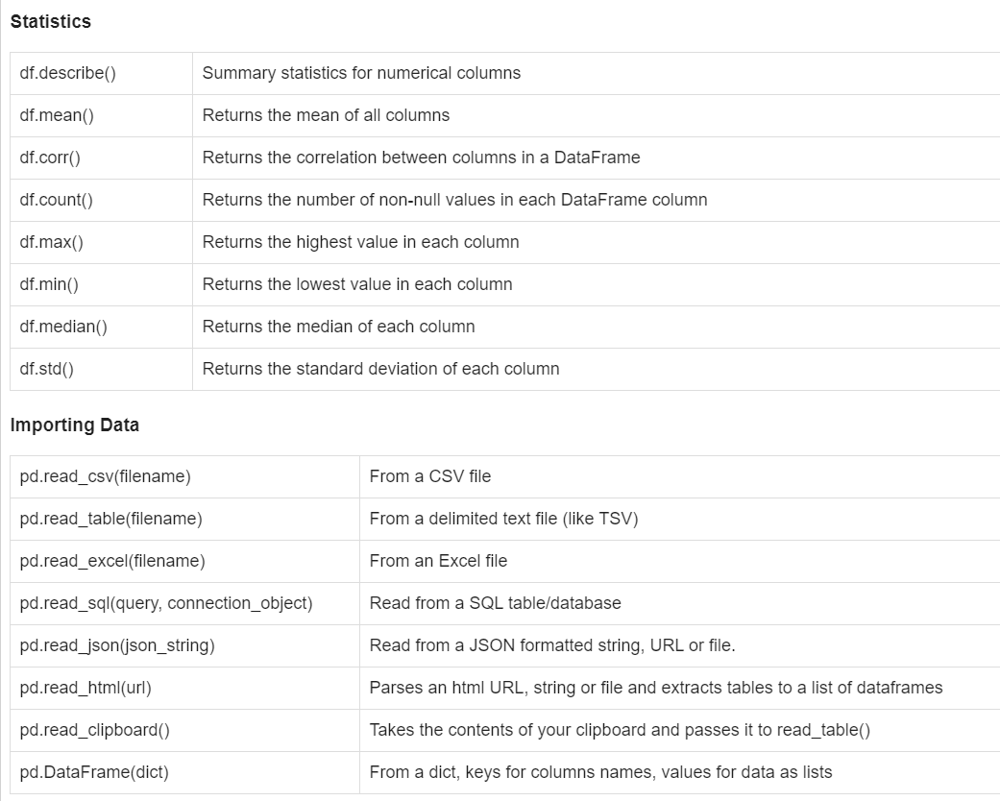 Statistics
df.describe() Summary statistics for numerical columns
df.mean() Returns the mean of all columns
df.corr() Returns the correlation between columns in a DataFrame
df.count() Returns the number of non-null values in each DataFrame column
df.max() Returns the highest value in each column
df.min() Returns the lowest value in each column
df.median() Returns the median of each column
df.std() Returns the standard deviation of each column
Importing Data
pd.read_csv(filename) From a CSV file
pd.read_table(filename) From a delimited text file (like TSV)
pd.read_excel(filename) From an Excel file
pd.read_sql(query, connection_object) Read from a SQL table/database
pd.read_json(json_string) Read from a JSON formatted string, URL or file.
pd.read_html(url) Parses an html URL, string or file and extracts tables to a list of dataframes
pd.read_clipboard() Takes the contents of your clipboard and passes it to read_table()
pd.DataFrame(dict) From a dict, keys for columns names, values for data as lists